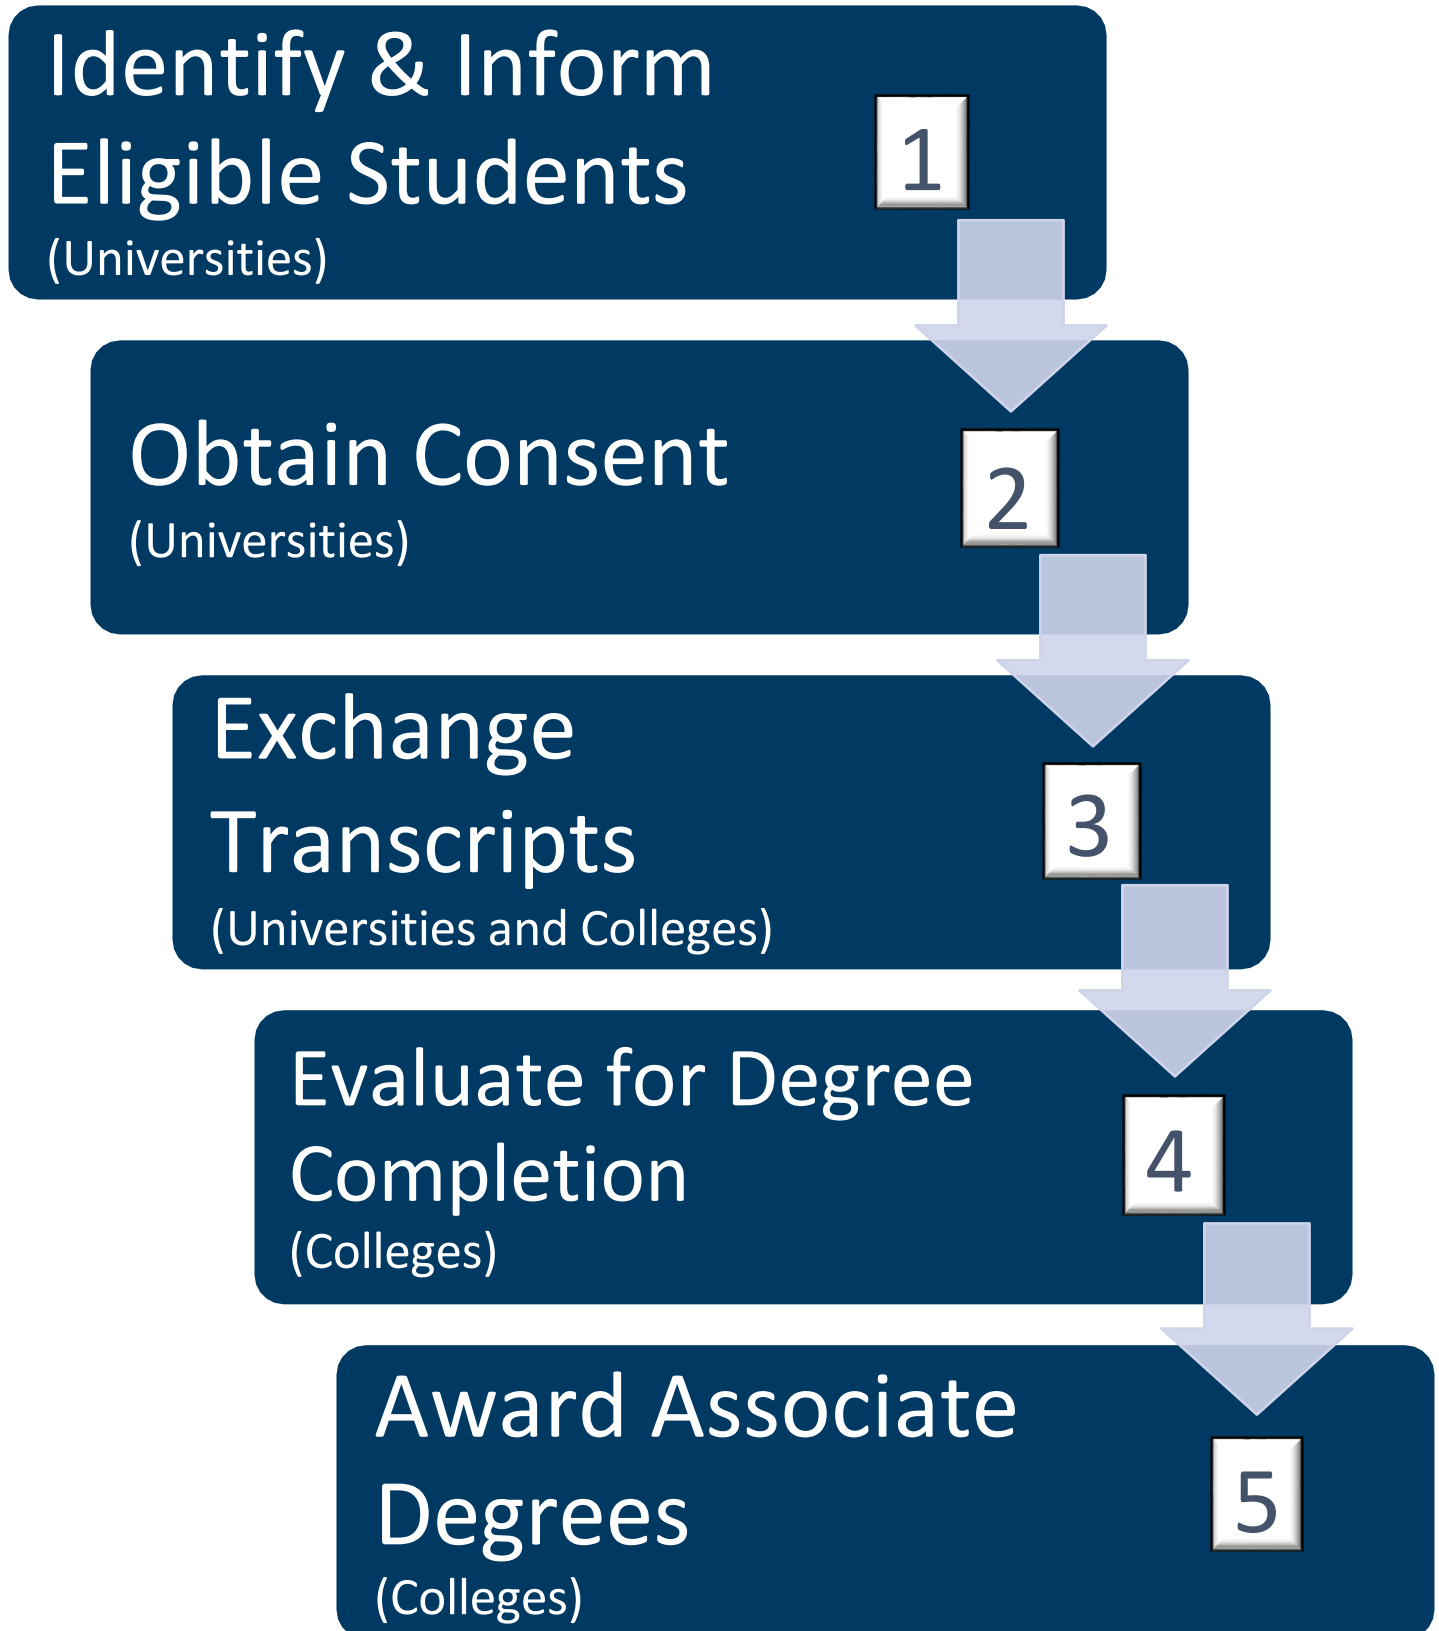 Identify & Inform
Eligible Students
(Universities)
1
Obtain Consent
(Universities)
2
Exchange
Transcripts
(Universities and Colleges)
3
Evaluate for Degree
Completion
(Colleges)
4
Award Associate
Degrees
(Colleges)
5